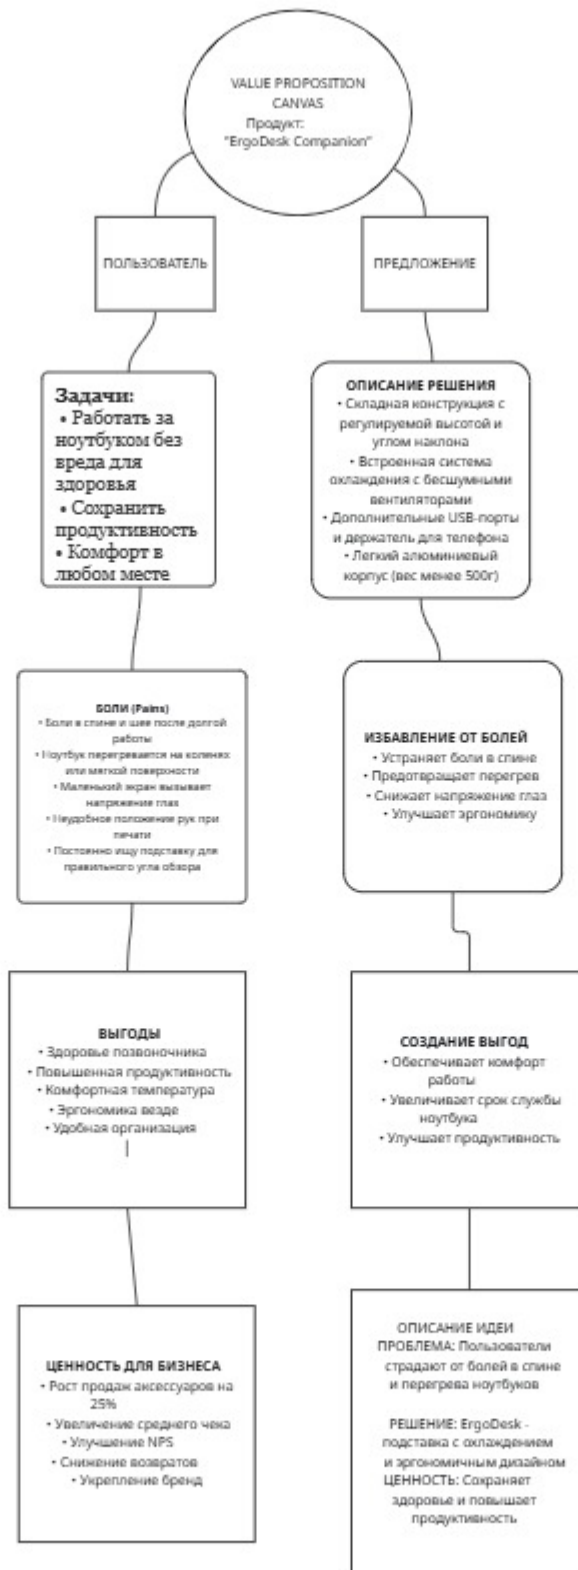 VALUE PROPOSITION
CANVAS
Продукт:
"ErgoDesk Companion"
ПОЛЬЗОВАТЕЛЬ
ПРЕДЛОЖЕНИЕ
Задачи:
• Работать за
ноутбуком без
вреда для
здоровья
• Сохранить
продуктивность
• Комфорт в
любом месте
ОПИСАНИЕ РЕШЕНИЯ
• Складная конструкция с
регулируемой высотой и
углом наклона
• Встроенная система
охлаждения с бесшумными
вентиляторами
• Дополнительные USB-порты
и держатель для телефона
• Легкий алюминиевый
корпус (вес менее 500г)
БОЛИ (Pains)
• Боли в спине и шее после долгой
работы
• Ноутбук перегревается на коленях
или мягкой поверхности
• Маленький экран вызывает
напряжение глаз
• Неудобное положение рук при
печати
• Постоянно ищу подставку для
правильного угла обзора
ИЗБАВЛЕНИЕ ОТ БОЛЕЙ
• Устраняет боли в спине
• Предотвращает перегрев
• Снижает напряжение глаз
• Улучшает эргономику
ВЫГОДЫ
• Здоровье позвоночника
• Повышенная продуктивность
• Комфортная температура
• Эргономика везде
• Удобная организация
СОЗДАНИЕ ВЫГОД
• Обеспечивает комфорт
работы
• Увеличивает срок службы
ноутбука
• Улучшает продуктивность
ЦЕННОСТЬ ДЛЯ БИЗНЕСА
• Рост продаж аксессуаров на
25%
• Увеличение среднего чека
• Улучшение NPS
• Снижение возвратов
• Укрепление бренд
ОПИСАНИЕ ИДЕИ
ПРОБЛЕМА: Пользователи
страдают от болей в спине
и перегрева ноутбуков
РЕШЕНИЕ: ErgoDesk -
подставка с охлаждением
и эргономичным дизайном
ЦЕННОСТЬ: Сохраняет
здоровье и повышает
продуктивность